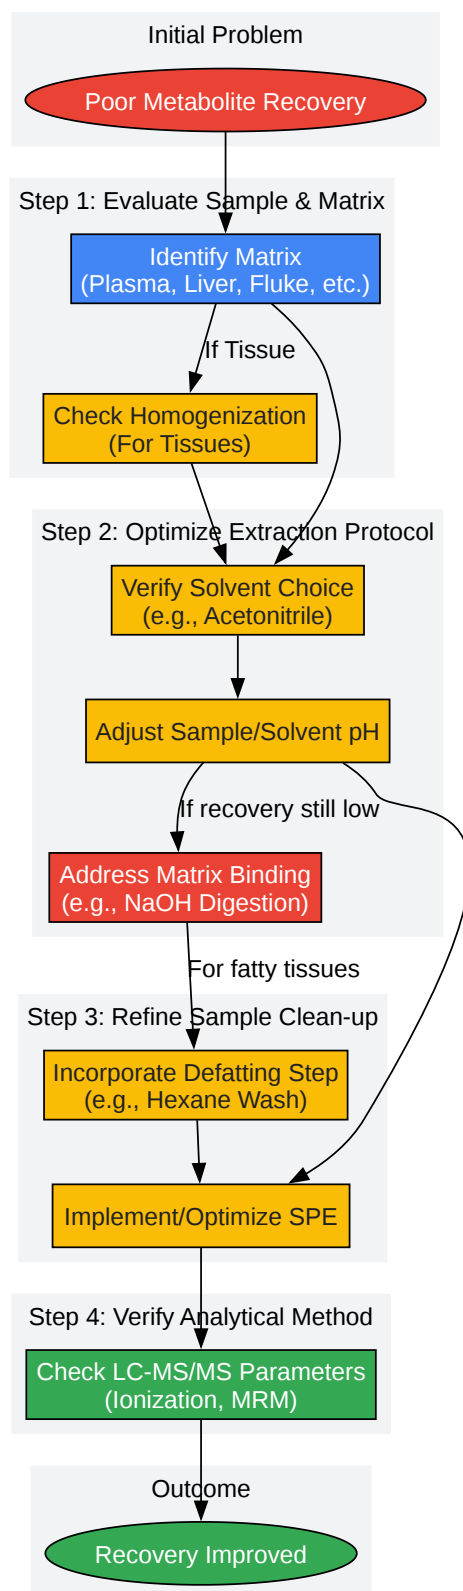 Initial Problem
Poor Metabolite Recovery
Step 1: Evaluate Sample & Matrix
Identify Matrix
(Plasma, Liver, Fluke, etc.)
If Tissue
Check Homogenization
(For Tissues)
Step 2: Optimize Extraction Protocol
Verify Solvent Choice
(e.g., Acetonitrile)
Adjust Sample/Solvent pH
If recovery still low
Address Matrix Binding
(e.g., NaOH Digestion)
For fatty tissues
Step 3: Refine Sample Clean-up
Incorporate Defatting Step
(e.g., Hexane Wash)
Implement/Optimize SPE
Step 4: Verify Analytical Method
Check LC-MS/MS Parameters
(Ionization, MRM)
Outcome
Recovery Improved